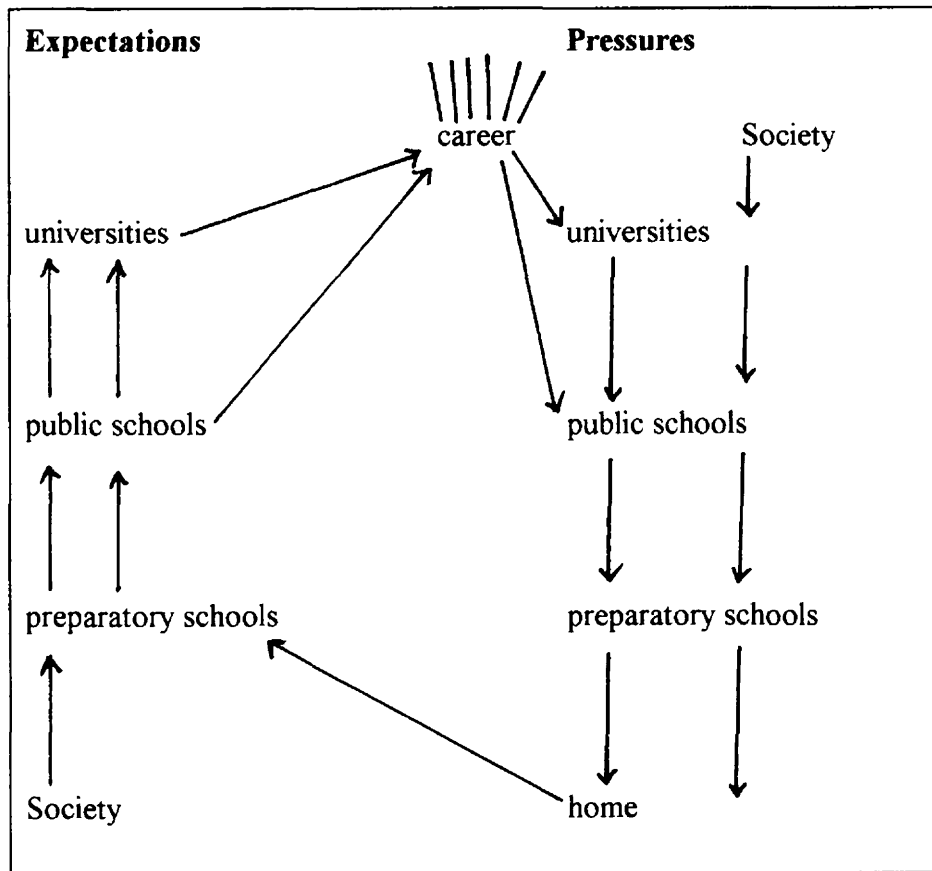 Expectations
Pressures
career
Society
universities
universities
public schools
public schools
preparatory schools
preparatory schools
Society
home